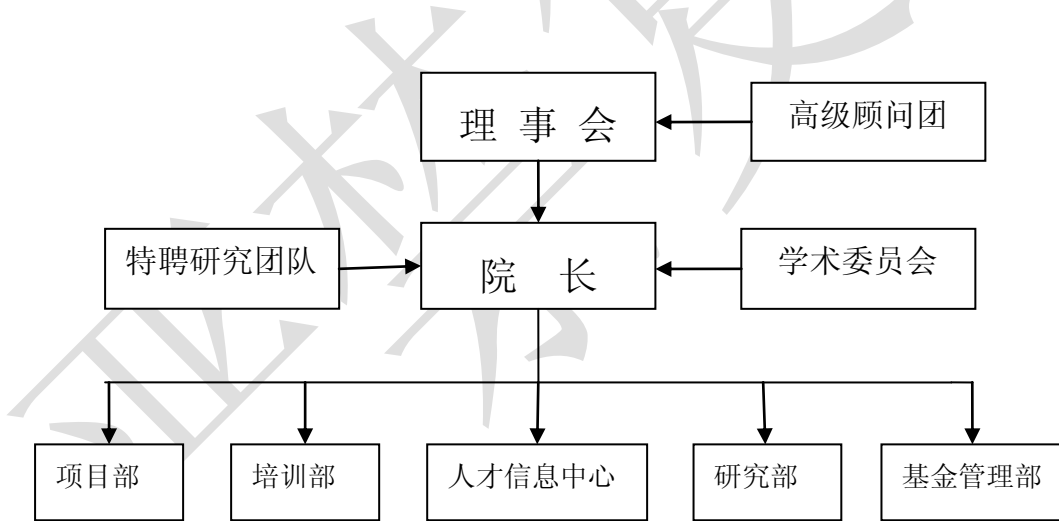 理 事 会
高级顾问团
特聘研究团队
院 长
学术委员会
项目部
培训部
人才信息中心
研究部
基金管理部